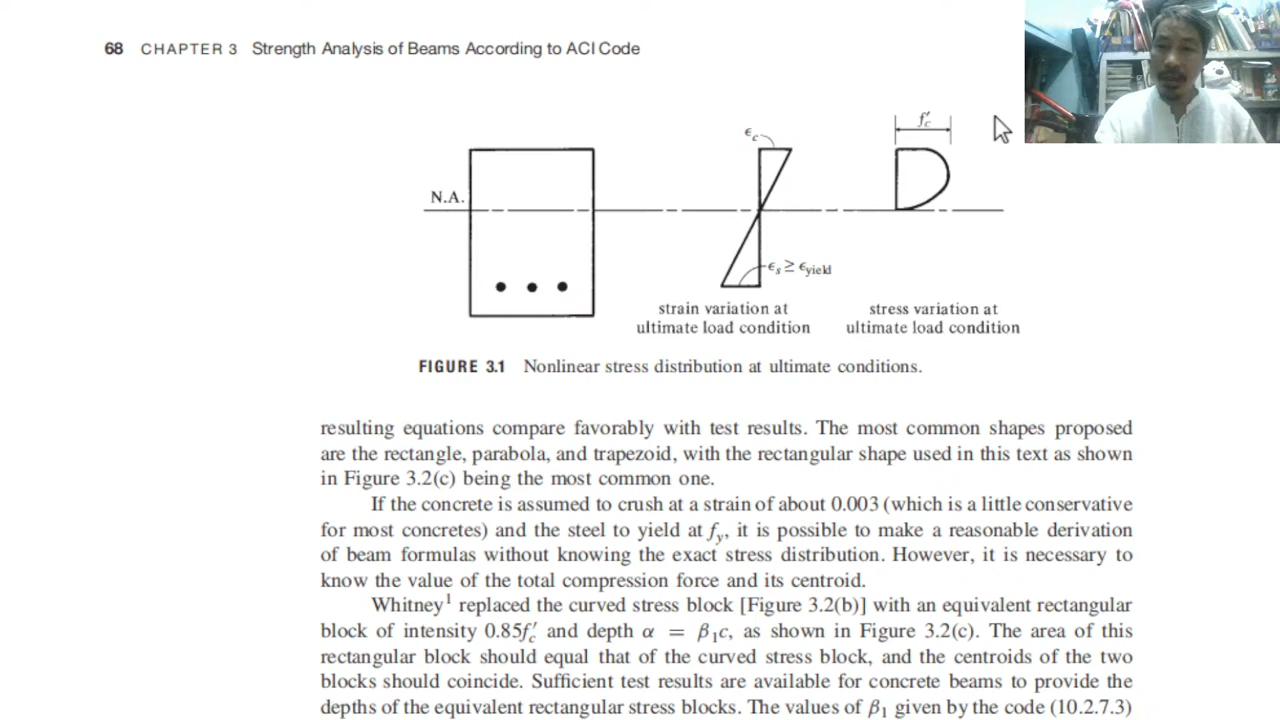 68 CHAPTER 3 Strength Analysis of Beams According to ACI Code
f′c
ϵc
N.A.
ϵs ≥ ϵyield
strain variation at
ultimate load condition
stress variation at
ultimate load condition
FIGURE 3.1 Nonlinear stress distribution at ultimate conditions.
resulting equations compare favorably with test results. The most common shapes proposed
are the rectangle, parabola, and trapezoid, with the rectangular shape used in this text as shown
in Figure 3.2(c) being the most common one.
If the concrete is assumed to crush at a strain of about 0.003 (which is a little conservative
for most concretes) and the steel to yield at fy, it is possible to make a reasonable derivation
of beam formulas without knowing the exact stress distribution. However, it is necessary to
know the value of the total compression force and its centroid.
Whitney¹ replaced the curved stress block [Figure 3.2(b)] with an equivalent rectangular
block of intensity 0.85f′c and depth α = β₁c, as shown in Figure 3.2(c). The area of this
rectangular block should equal that of the curved stress block, and the centroids of the two
blocks should coincide. Sufficient test results are available for concrete beams to provide the
depths of the equivalent rectangular stress blocks. The values of β₁ given by the code (10.2.7.3)